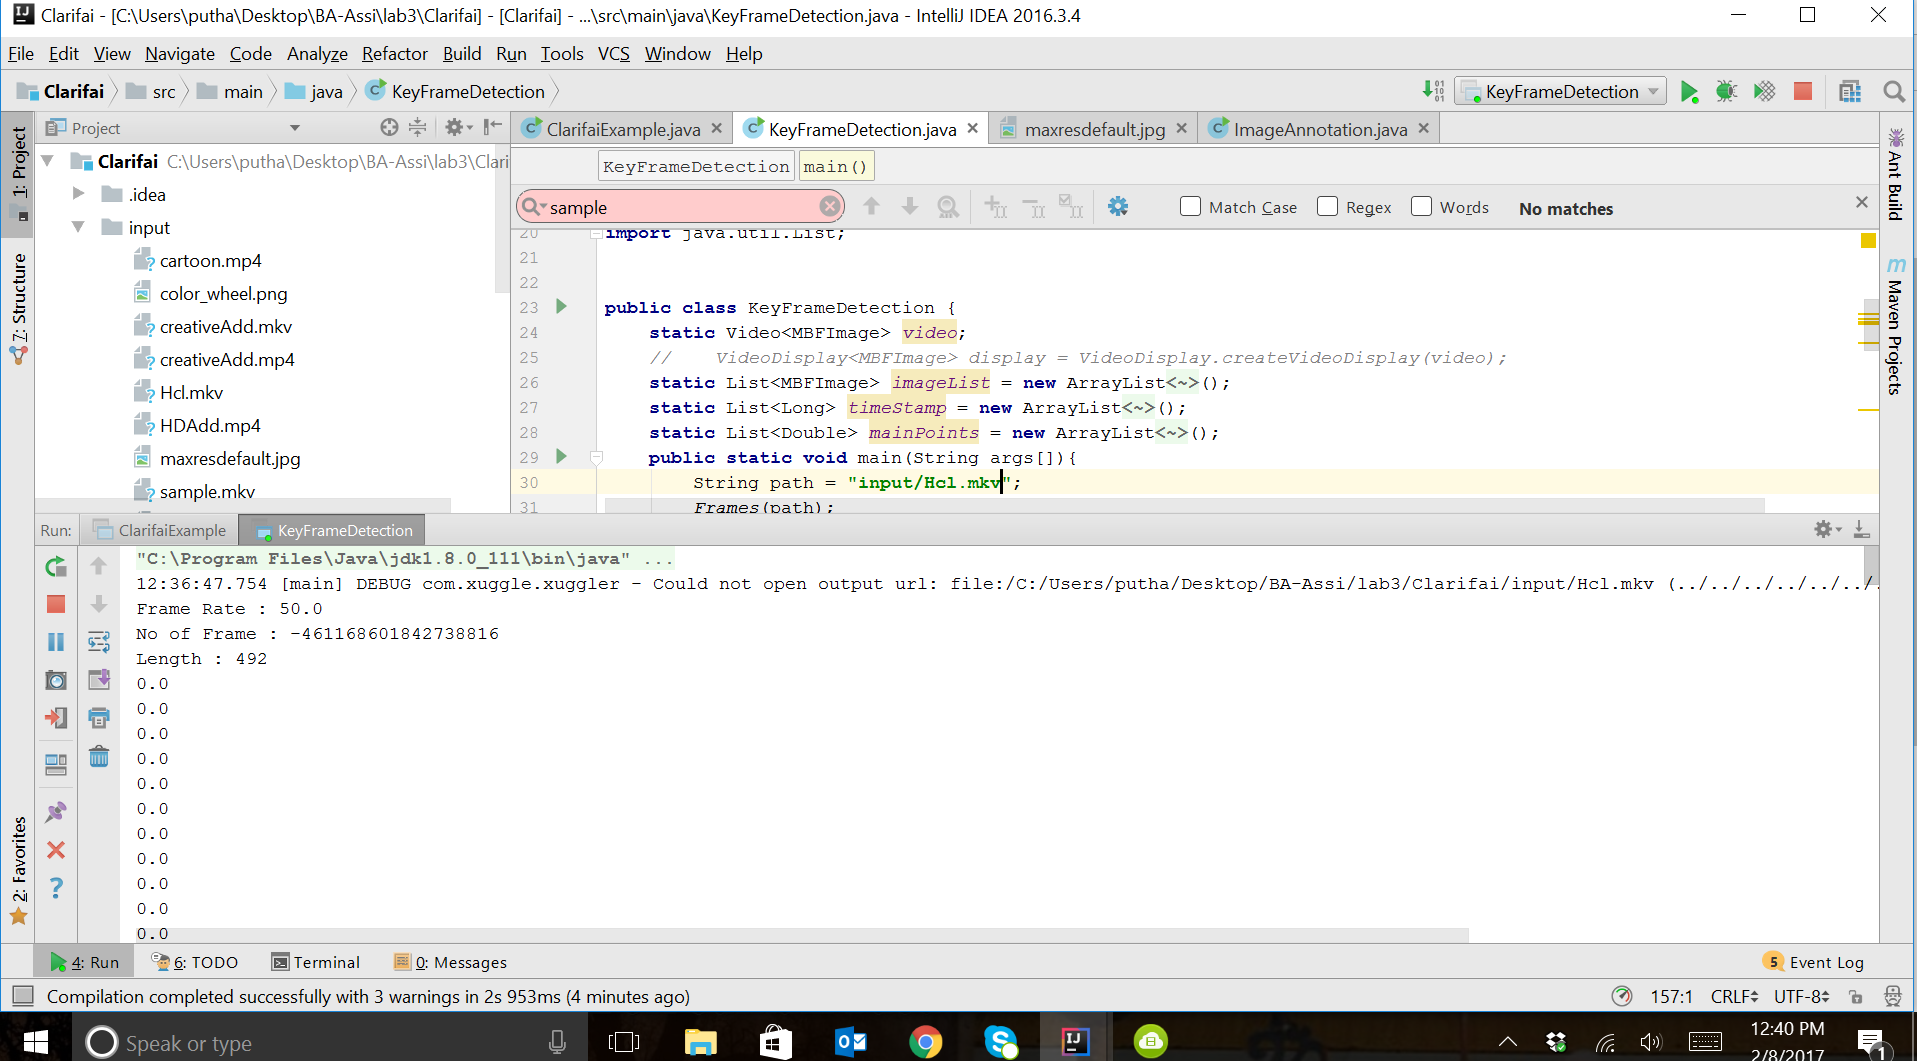 Clarifai - [C:\Users\putha\Desktop\BA-Assi\lab3\Clarifai] - [Clarifai] - ...\src\main\java\KeyFrameDetection.java - IntelliJ IDEA 2016.3.4
File Edit View Navigate Code Analyze Refactor Build Run Tools VCS Window Help
Clarifai src main java KeyFrameDetection
KeyFrameDetection
1: Project
7: Structure
2: Favorites
Project
Clarifai C:\Users\putha\Desktop\BA-Assi\lab3\Clari
.idea
input
cartoon.mp4
color_wheel.png
creativeAdd.mkv
creativeAdd.mp4
Hcl.mkv
HDAdd.mp4
maxresdefault.jpg
sample.mkv
ClarifaiExample.java KeyFrameDetection.java maxresdefault.jpg ImageAnnotation.java
KeyFrameDetection main()
sample Match Case Regex Words No matches
20 import java.util.List;
21
22
23 public class KeyFrameDetection {
24 static Video<MBFImage> video;
25 // VideoDisplay<MBFImage> display = VideoDisplay.createVideoDisplay(video);
26 static List<MBFImage> imageList = new ArrayList<~>();
27 static List<Long> timeStamp = new ArrayList<~>();
28 static List<Double> mainPoints = new ArrayList<~>();
29 public static void main(String args[]){
30 String path = "input/Hcl.mkv";
31 Frames(path);
Ant Build
m Maven Projects
Run: ClarifaiExample KeyFrameDetection
"C:\Program Files\Java\jdk1.8.0_111\bin\java" ...
12:36:47.754 [main] DEBUG com.xuggle.xuggler - Could not open output url: file:/C:/Users/putha/Desktop/BA-Assi/lab3/Clarifai/input/Hcl.mkv (../../../../../../.
Frame Rate : 50.0
No of Frame : -461168601842738816
Length : 492
0.0
0.0
0.0
0.0
0.0
0.0
0.0
0.0
0.0
0.0
0.0
4: Run 6: TODO Terminal 0: Messages 5 Event Log
Compilation completed successfully with 3 warnings in 2s 953ms (4 minutes ago) 157:1 CRLF UTF-8
Speak or type
12:40 PM
2/8/2017
1